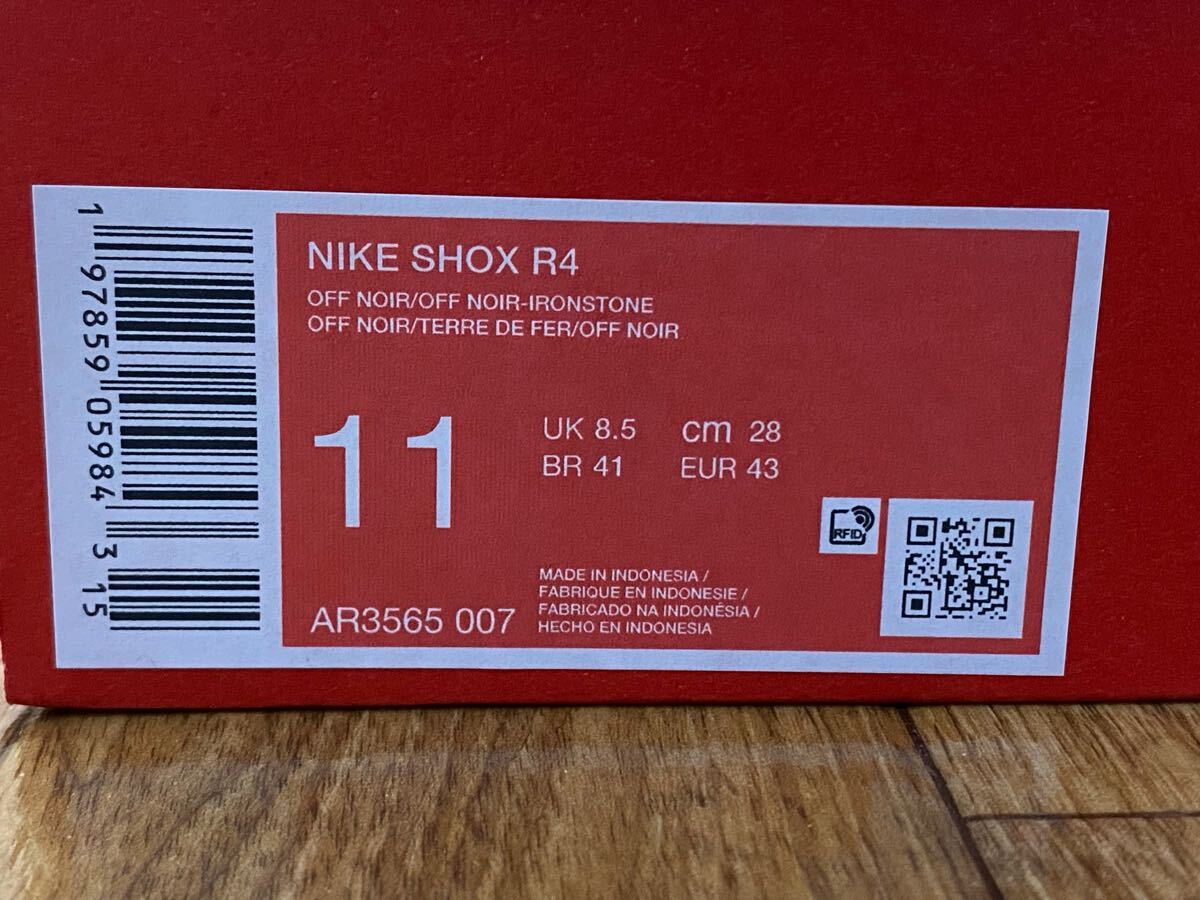 NIKE SHOX R4
OFF NOIR/OFF NOIR-IRONSTONE
OFF NOIR/TERRE DE FER/OFF NOIR
11
UK 8.5 cm 28
BR 41 EUR 43
RFID
MADE IN INDONESIA /
FABRIQUE EN INDONESIE /
FABRICADO NA INDONÉSIA /
HECHO EN INDONESIA
AR3565 007
1 97859 05984 3 15